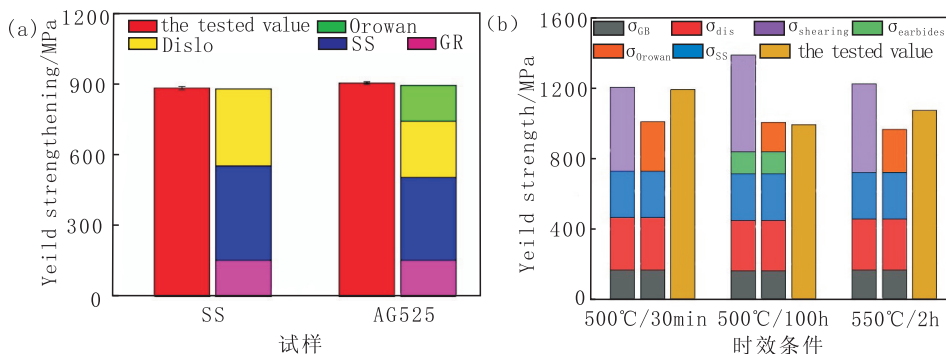 (a)
Yeild strengthening/MPa
1200
900
600
300
0
the tested value
Orowan
Dislo
SS
GR
SS
AG525
试样
(b)
Yeild strength/MPa
1600
1200
800
400
0
σGB
σdis
σshearing
σearbides
σOrowan
σSS
the tested value
500℃/30min
500℃/100h
550℃/2h
时效条件